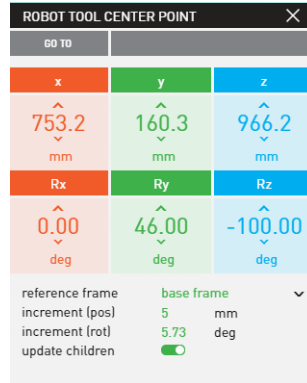 ROBOT TOOL CENTER POINT
GO TO
x y z
753.2 160.3 966.2
mm mm mm
Rx Ry Rz
0.00 46.00 -100.00
deg deg deg
reference frame base frame
increment (pos) 5 mm
increment (rot) 5.73 deg
update children